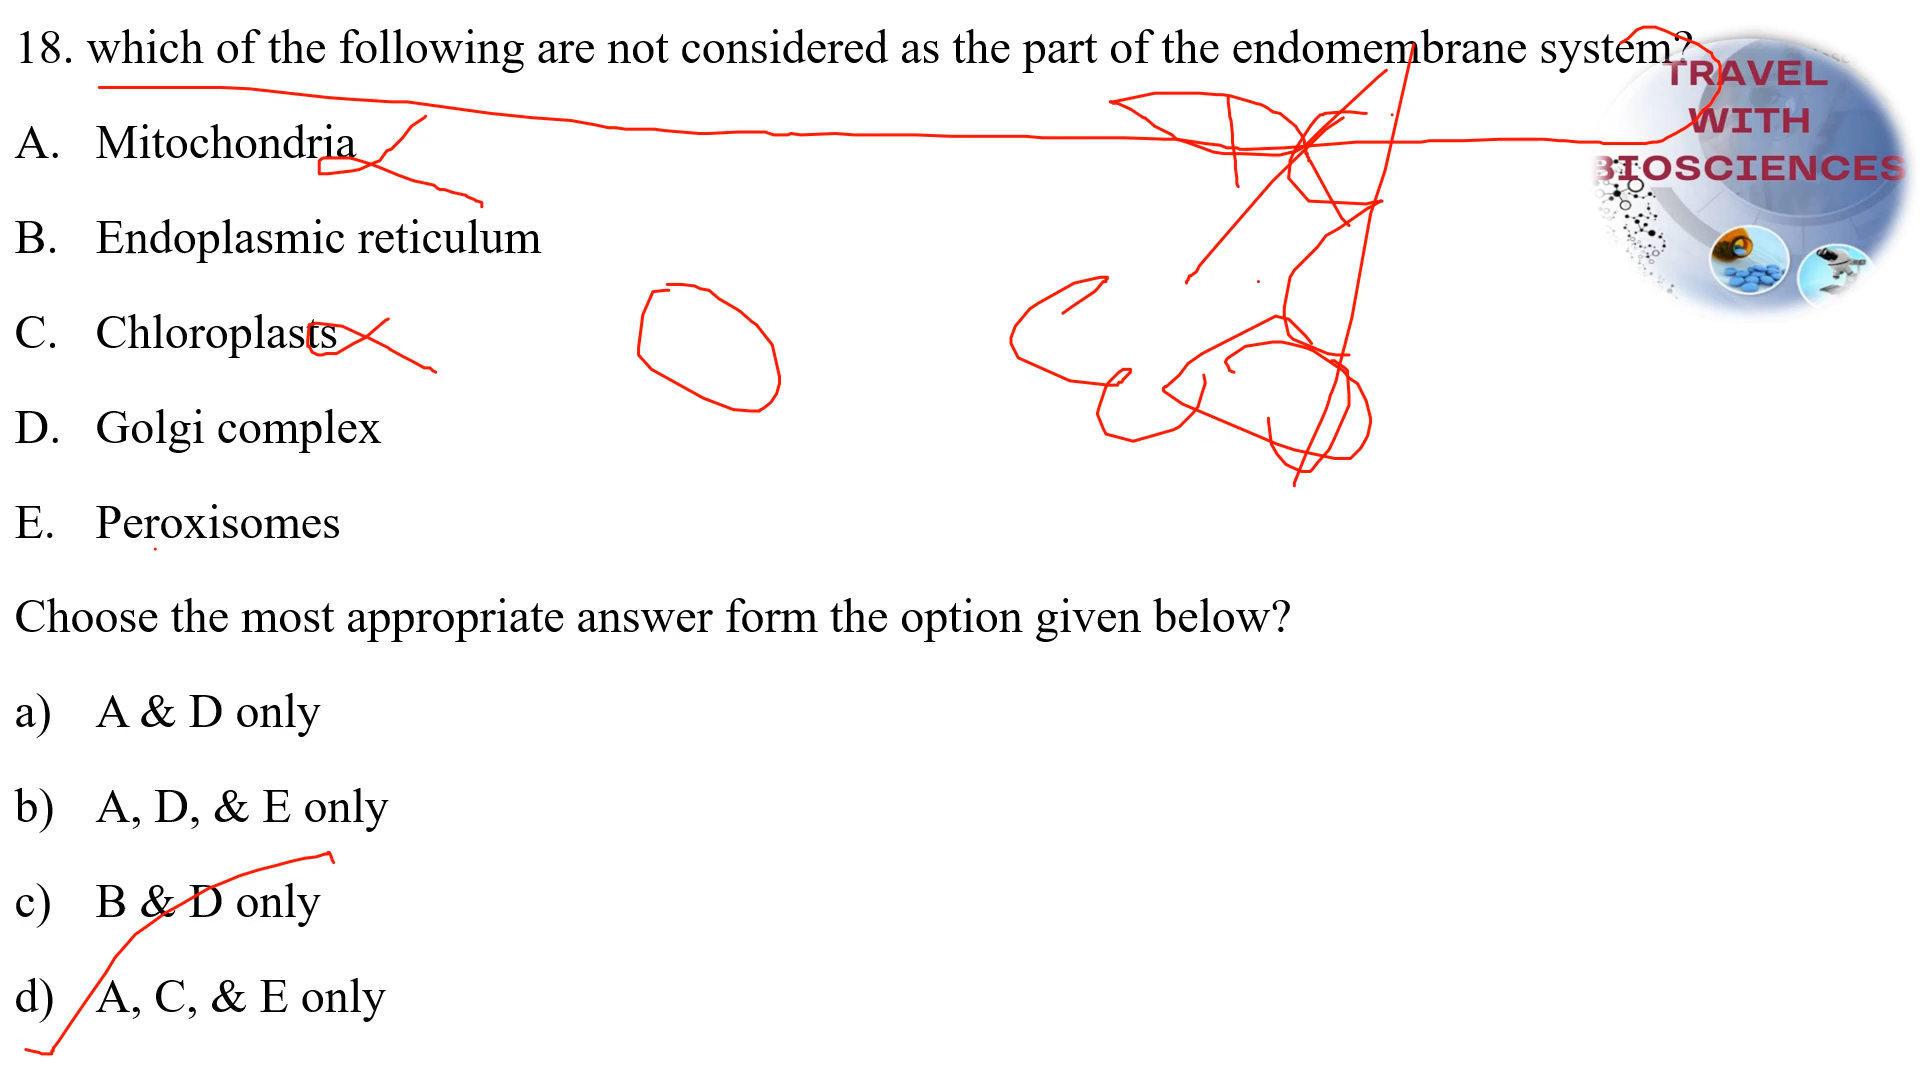 18. which of the following are not considered as the part of the endomembrane system?
TRAVEL
WITH
BIOSCIENCES
A. Mitochondria
B. Endoplasmic reticulum
C. Chloroplasts
D. Golgi complex
E. Peroxisomes
Choose the most appropriate answer form the option given below?
a) A & D only
b) A, D, & E only
c) B & D only
d) A, C, & E only